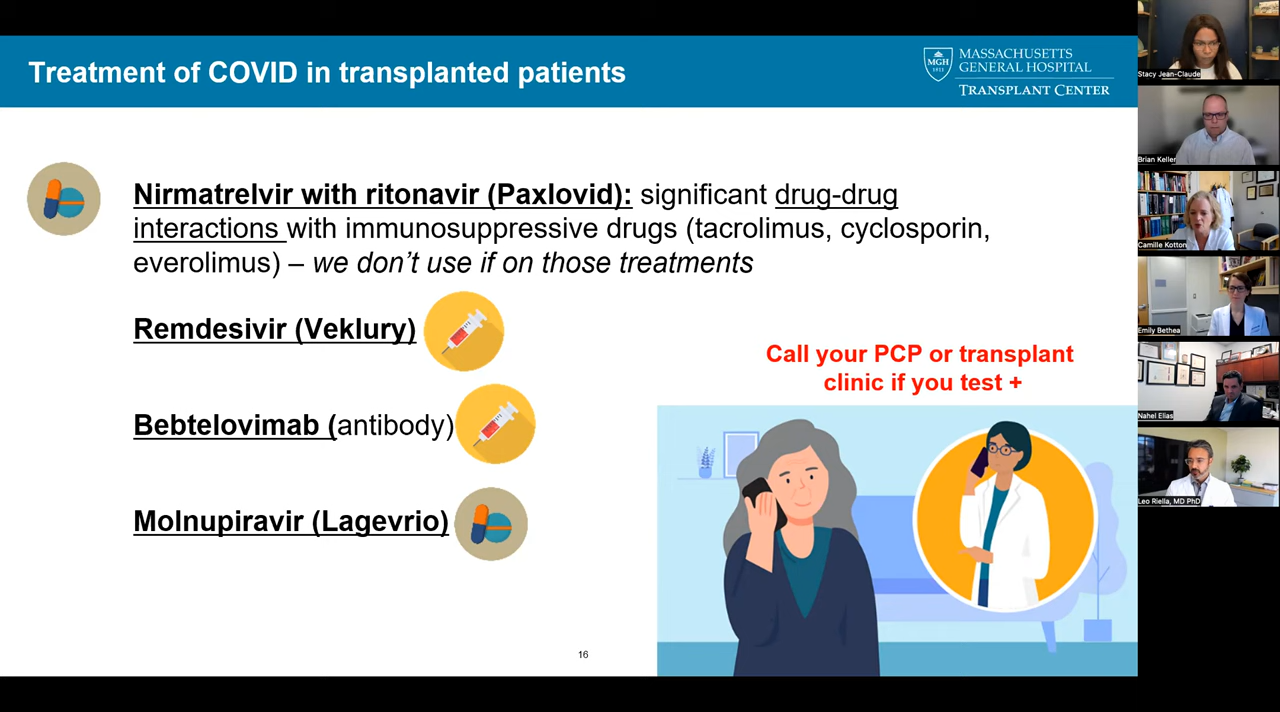 Treatment of COVID in transplanted patients
MGH
1811
MASSACHUSETTS
GENERAL HOSPITAL
TRANSPLANT CENTER
Nirmatrelvir with ritonavir (Paxlovid): significant drug-drug
interactions with immunosuppressive drugs (tacrolimus, cyclosporin,
everolimus) – we don't use if on those treatments
Remdesivir (Veklury)
Bebtelovimab (antibody)
Molnupiravir (Lagevrio)
Call your PCP or transplant
clinic if you test +
16
Stacy Jean-Claude
Brian Keller
Camille Kotton
Emily Bethea
Nahel Elias
Leo Riella, MD PhD